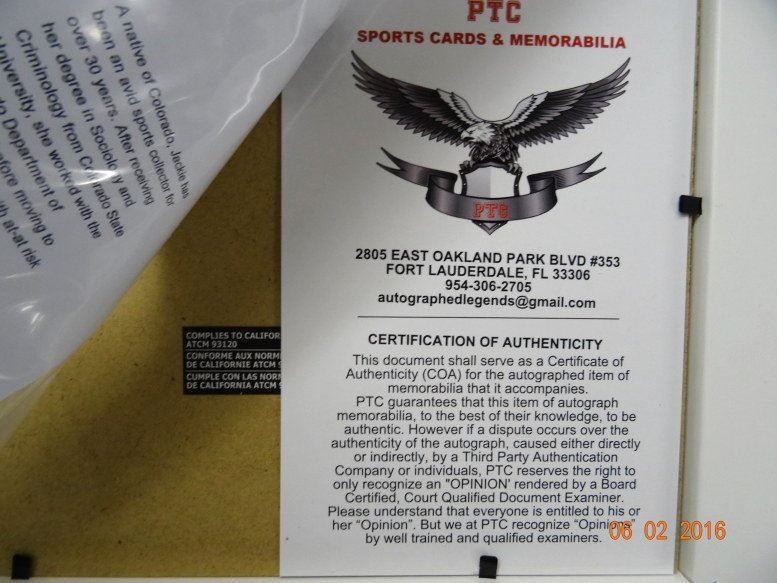 A native of Colorado, Jackie has
been an avid sports collector for
over 30 years. After receiving
her degree in Sociology and
Criminology from Colorado State
University, she worked with the
Department of
before moving to
at-at risk
PTC
SPORTS CARDS & MEMORABILIA
PTC
2805 EAST OAKLAND PARK BLVD #353
FORT LAUDERDALE, FL 33306
954-306-2705
autographedlegends@gmail.com
CERTIFICATION OF AUTHENTICITY
This document shall serve as a Certificate of
Authenticity (COA) for the autographed item of
memorabilia that it accompanies.
PTC guarantees that this item of autograph
memorabilia, to the best of their knowledge, to be
authentic. However if a dispute occurs over the
authenticity of the autograph, caused either directly
or indirectly, by a Third Party Authentication
Company or individuals, PTC reserves the right to
only recognize an "OPINION' rendered by a Board
Certified, Court Qualified Document Examiner.
Please understand that everyone is entitled to his or
her "Opinion". But we at PTC recognize "Opinions"
by well trained and qualified examiners.
COMPLIES TO CALIFOR
ATCM 93120
CONFORME AUX NORM
DE CALIFORNIE ATCM 9
CUMPLE CON LAS NOR
DE CALIFORNIA ATCM 9
06 02 2016